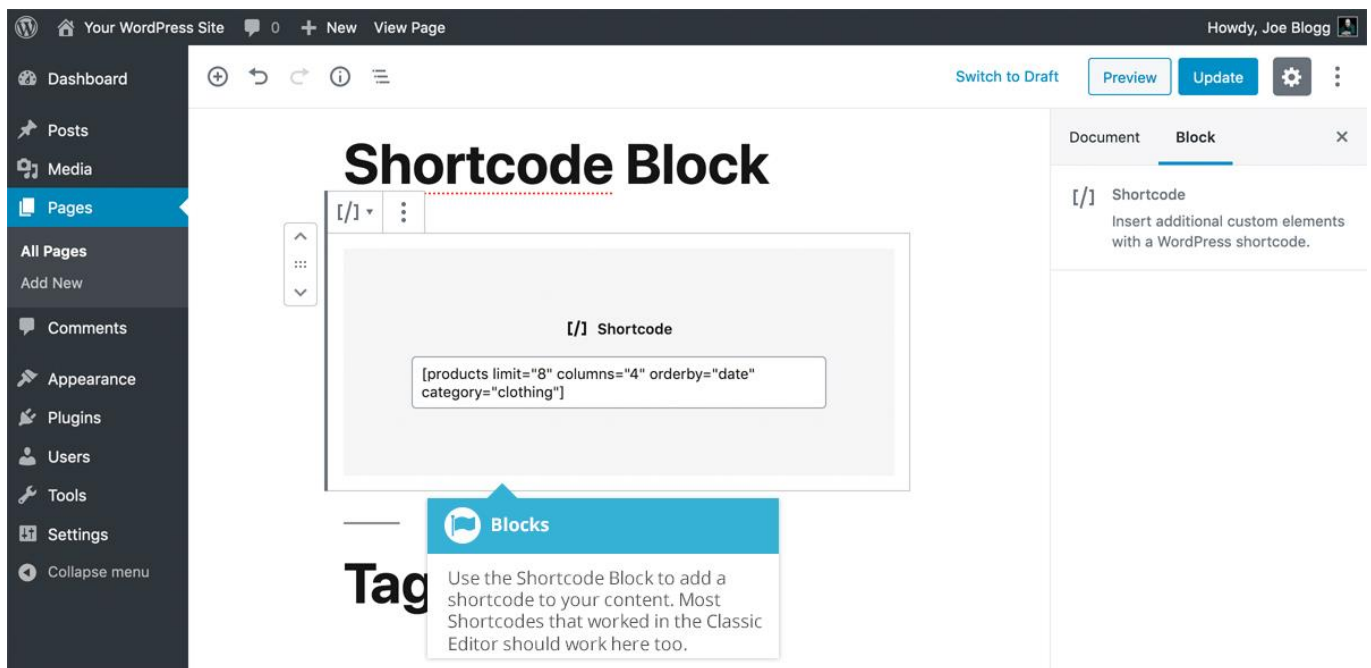 Your WordPress Site 0 + New View Page Howdy, Joe Blogg
Dashboard
Posts
Media
Pages
All Pages
Add New
Comments
Appearance
Plugins
Users
Tools
Settings
Collapse menu
Switch to Draft Preview Update
Shortcode Block
[/]
[/] Shortcode
[products limit="8" columns="4" orderby="date"
category="clothing"]
Tag
Blocks
Use the Shortcode Block to add a
shortcode to your content. Most
Shortcodes that worked in the Classic
Editor should work here too.
Document Block
[/] Shortcode
Insert additional custom elements
with a WordPress shortcode.